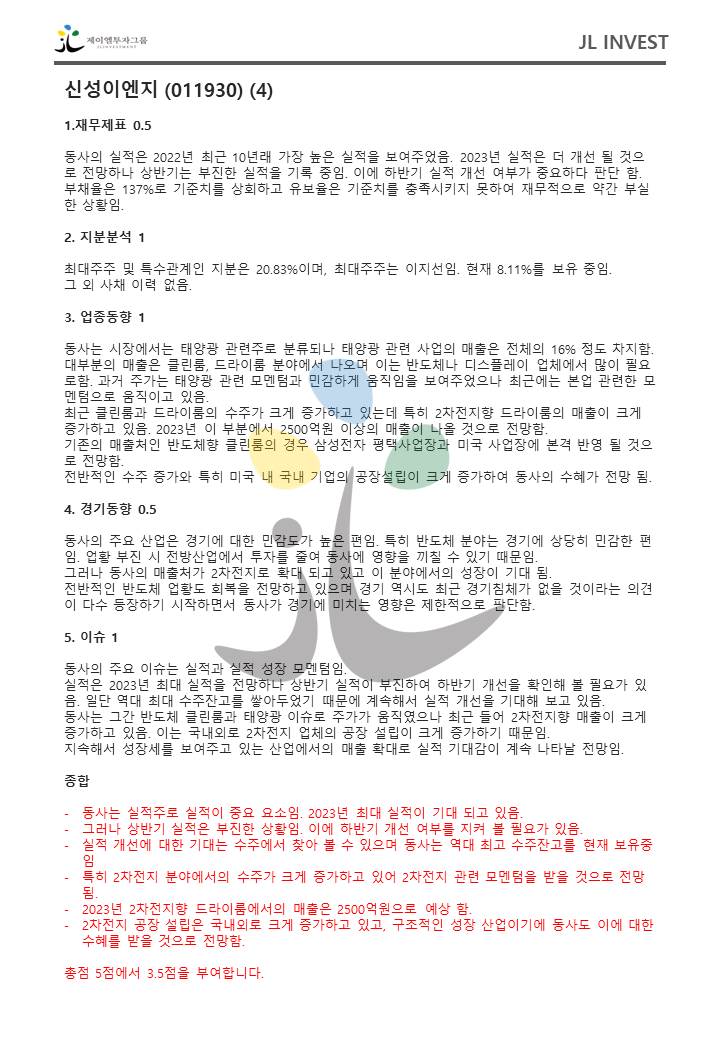 제이엘투자그룹
JLINVESTMENT
JL INVEST
신성이엔지 (011930) (4)
1.재무제표 0.5
동사의 실적은 2022년 최근 10년래 가장 높은 실적을 보여주었음. 2023년 실적은 더 개선 될 것으
로 전망하나 상반기는 부진한 실적을 기록 중임. 이에 하반기 실적 개선 여부가 중요하다 판단 함.
부채율은 137%로 기준치를 상회하고 유보율은 기준치를 충족시키지 못하여 재무적으로 약간 부실
한 상황임.
2. 지분분석 1
최대주주 및 특수관계인 지분은 20.83%이며, 최대주주는 이지선임. 현재 8.11%를 보유 중임.
그 외 사채 이력 없음.
3. 업종동향 1
동사는 시장에서는 태양광 관련주로 분류되나 태양광 관련 사업의 매출은 전체의 16% 정도 차지함.
대부분의 매출은 클린룸, 드라이룸 분야에서 나오며 이는 반도체나 디스플레이 업체에서 많이 필요
로함. 과거 주가는 태양광 관련 모멘텀과 민감하게 움직임을 보여주었으나 최근에는 본업 관련한 모
멘텀으로 움직이고 있음.
최근 클린룸과 드라이룸의 수주가 크게 증가하고 있는데 특히 2차전지향 드라이룸의 매출이 크게
증가하고 있음. 2023년 이 부분에서 2500억원 이상의 매출이 나올 것으로 전망함.
기존의 매출처인 반도체향 클린룸의 경우 삼성전자 평택사업장과 미국 사업장에 본격 반영 될 것으
로 전망함.
전반적인 수주 증가와 특히 미국 내 국내 기업의 공장설립이 크게 증가하여 동사의 수혜가 전망 됨.
4. 경기동향 0.5
동사의 주요 산업은 경기에 대한 민감도가 높은 편임. 특히 반도체 분야는 경기에 상당히 민감한 편
임. 업황 부진 시 전방산업에서 투자를 줄여 동사에 영향을 끼칠 수 있기 때문임.
그러나 동사의 매출처가 2차전지로 확대 되고 있고 이 분야에서의 성장이 기대 됨.
전반적인 반도체 업황도 회복을 전망하고 있으며 경기 역시도 최근 경기침체가 없을 것이라는 의견
이 다수 등장하기 시작하면서 동사가 경기에 미치는 영향은 제한적으로 판단함.
5. 이슈 1
동사의 주요 이슈는 실적과 실적 성장 모멘텀임.
실적은 2023년 최대 실적을 전망하나 상반기 실적이 부진하여 하반기 개선을 확인해 볼 필요가 있
음. 일단 역대 최대 수주잔고를 쌓아두었기 때문에 계속해서 실적 개선을 기대해 보고 있음.
동사는 그간 반도체 클린룸과 태양광 이슈로 주가가 움직였으나 최근 들어 2차전지향 매출이 크게
증가하고 있음. 이는 국내외로 2차전지 업체의 공장 설립이 크게 증가하기 때문임.
지속해서 성장세를 보여주고 있는 산업에서의 매출 확대로 실적 기대감이 계속 나타날 전망임.
종합
- 동사는 실적주로 실적이 중요 요소임. 2023년 최대 실적이 기대 되고 있음.
- 그러나 상반기 실적은 부진한 상황임. 이에 하반기 개선 여부를 지켜 볼 필요가 있음.
- 실적 개선에 대한 기대는 수주에서 찾아 볼 수 있으며 동사는 역대 최고 수주잔고를 현재 보유중
임
- 특히 2차전지 분야에서의 수주가 크게 증가하고 있어 2차전지 관련 모멘텀을 받을 것으로 전망
됨.
- 2023년 2차전지향 드라이룸에서의 매출은 2500억원으로 예상 함.
- 2차전지 공장 설립은 국내외로 크게 증가하고 있고, 구조적인 성장 산업이기에 동사도 이에 대한
수혜를 받을 것으로 전망함.
총점 5점에서 3.5점을 부여합니다.